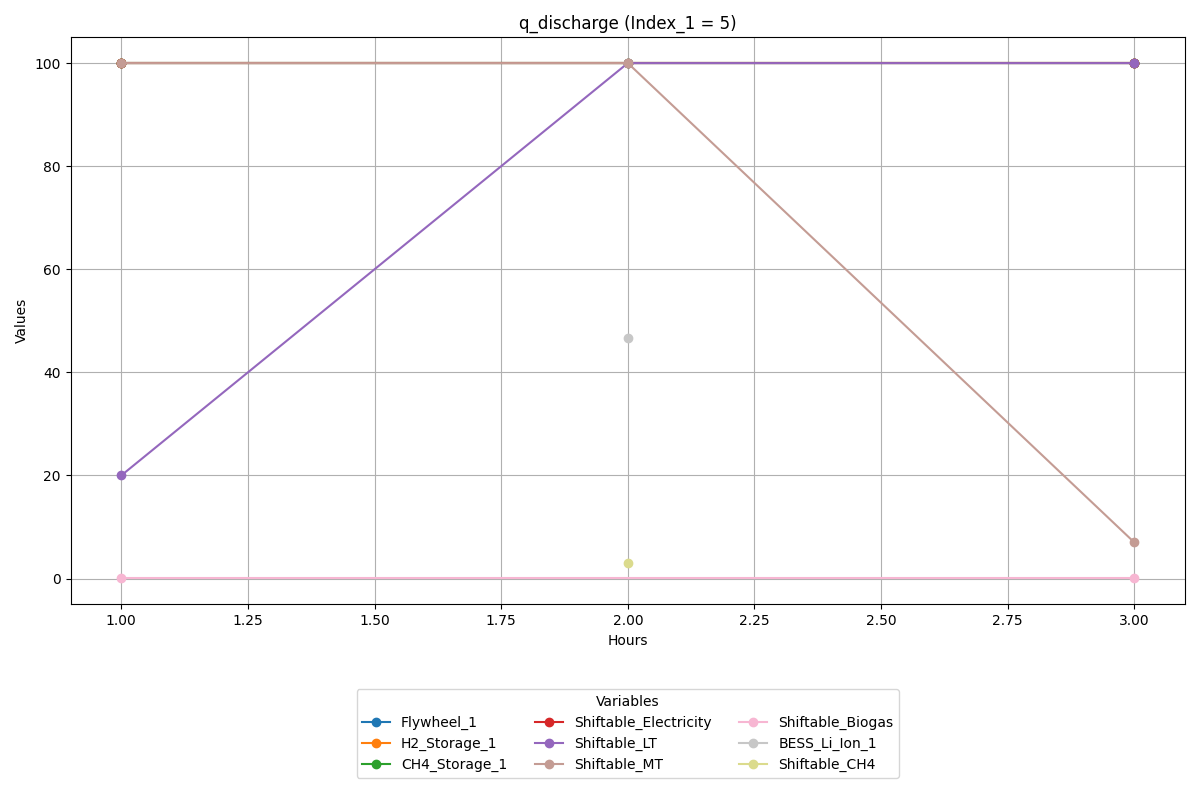 q_discharge (Index_1 = 5)
100
80
60
40
20
0
Values
1.00 1.25 1.50 1.75 2.00 2.25 2.50 2.75 3.00
Hours
Variables
Flywheel_1 Shiftable_Electricity Shiftable_Biogas
H2_Storage_1 Shiftable_LT BESS_Li_Ion_1
CH4_Storage_1 Shiftable_MT Shiftable_CH4